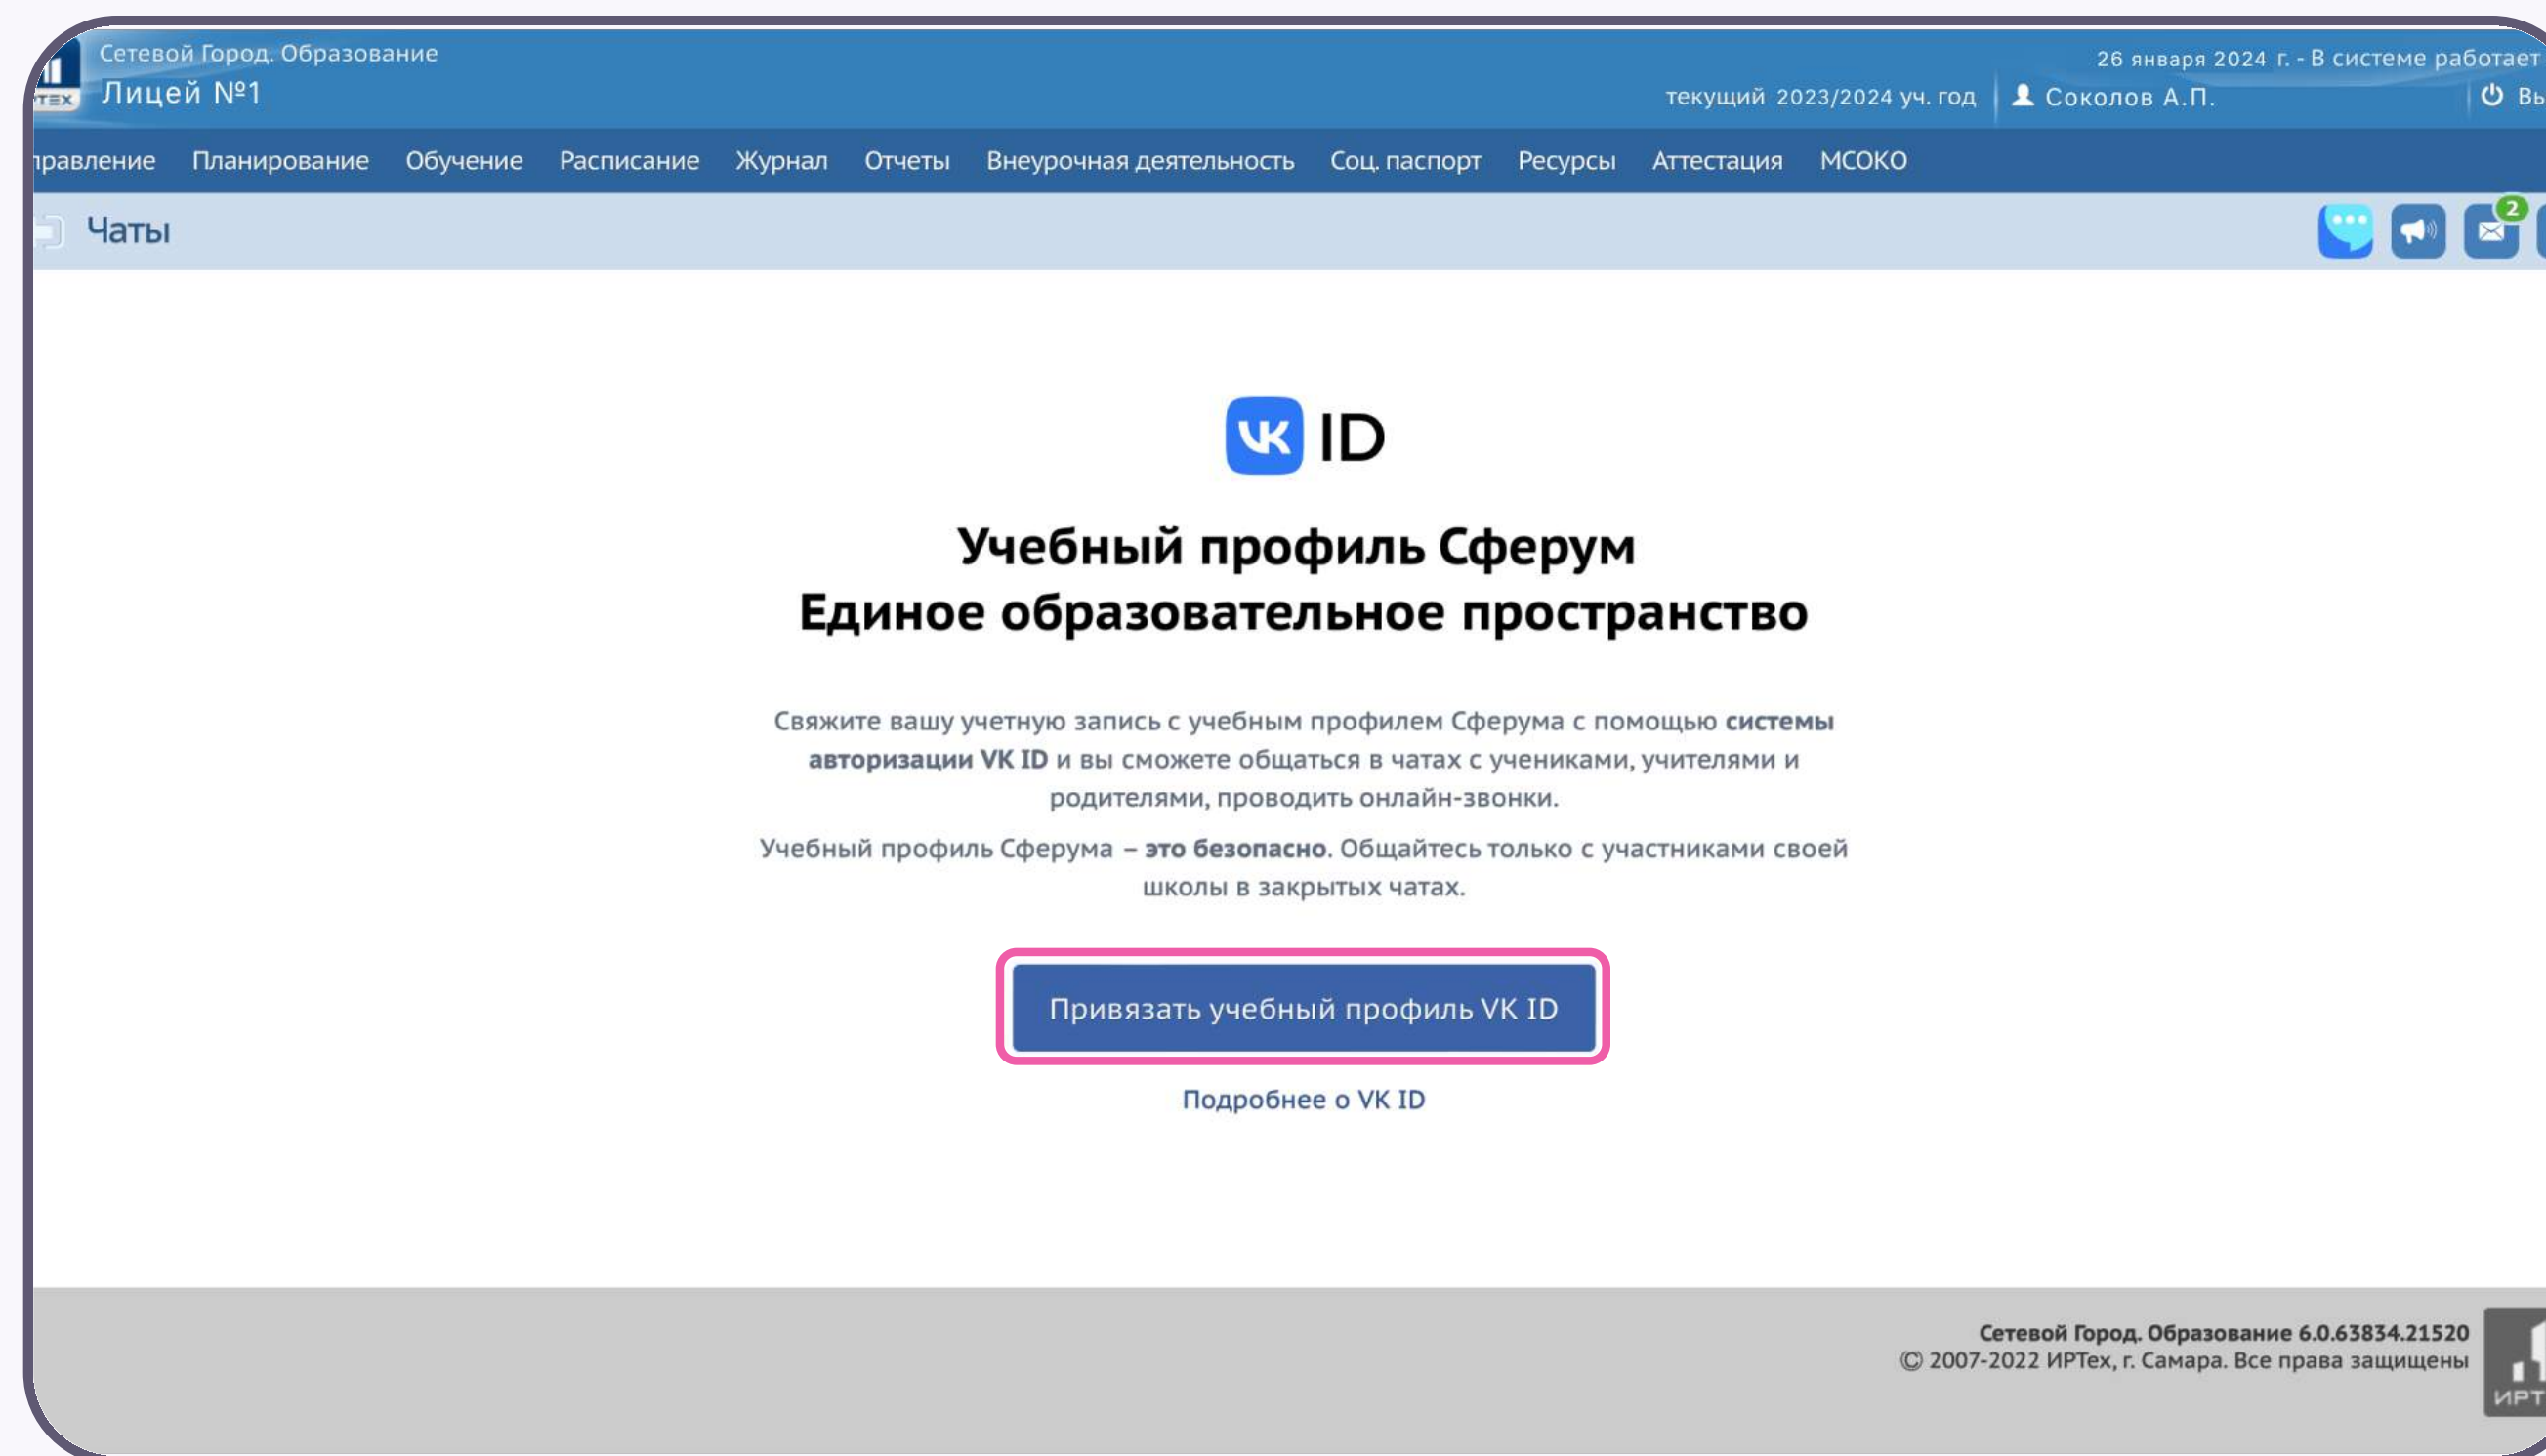 Сетевой Город. Образование
Лицей №1
26 января 2024 г. - В системе работает
текущий 2023/2024 уч. год
Соколов А.П.
Планирование
Обучение
Расписание
Журнал
Отчеты
Внеурочная деятельность
Соц. паспорт
Ресурсы
Аттестация
МСОКО
Чаты
2
VK ID
Учебный профиль Сферум
Единое образовательное пространство
Свяжите вашу учетную запись с учебным профилем Сферума с помощью системы
авторизации VK ID и вы сможете общаться в чатах с учениками, учителями и
родителями, проводить онлайн-звонки.
Учебный профиль Сферума – это безопасно. Общайтесь только с участниками своей
школы в закрытых чатах.
Привязать учебный профиль VK ID
Подробнее о VK ID
Сетевой Город. Образование 6.0.63834.21520
© 2007-2022 ИРТех, г. Самара. Все права защищены